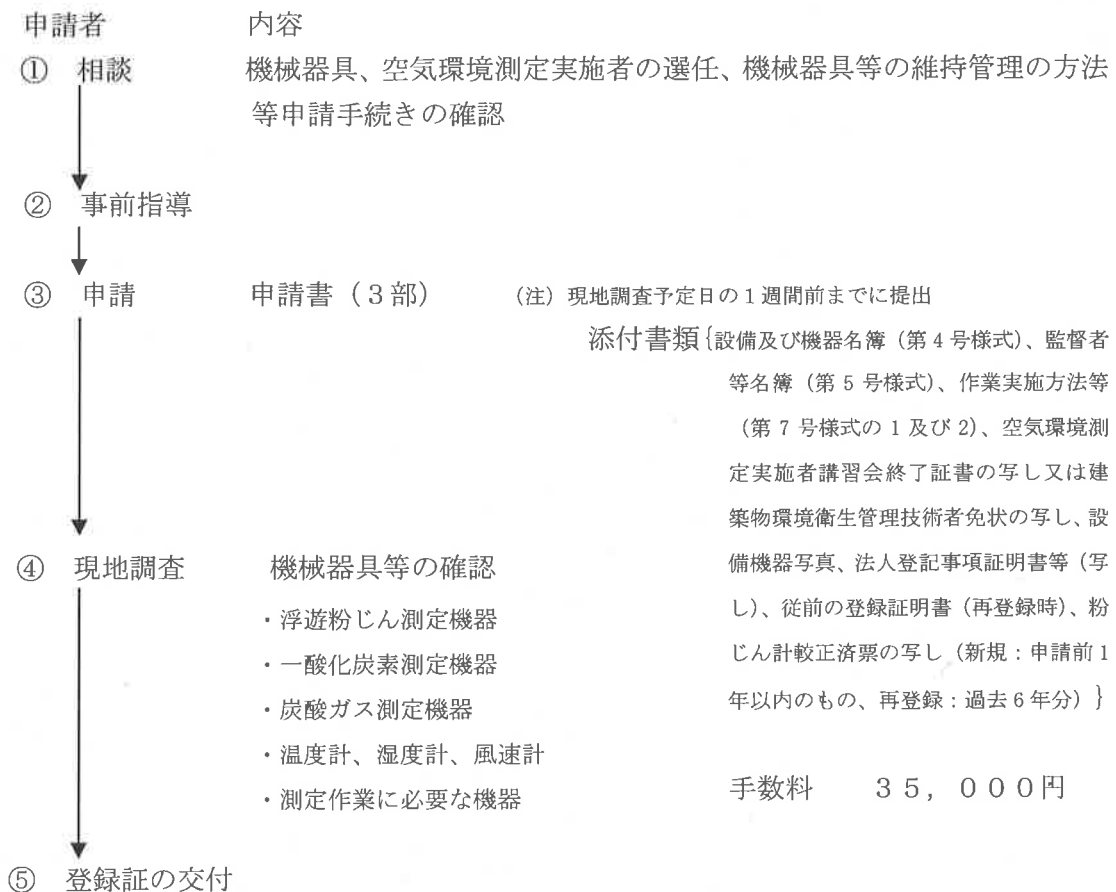 申請者　　　　内容
①　相談　　　　機械器具、空気環境測定実施者の選任、機械器具等の維持管理の方法
等申請手続きの確認
②　事前指導
③　申請　　　　申請書（３部）　　（注）現地調査予定日の１週間前までに提出
添付書類{設備及び機器名簿（第４号様式）、監督者
等名簿（第 5 号様式）、作業実施方法等
（第 7 号様式の 1 及び 2）、空気環境測
定実施者講習会終了証書の写し又は建
築物環境衛生管理技術者免状の写し、設
備機器写真、法人登記事項証明書等（写
し）、従前の登録証明書（再登録時）、粉
じん計較正済票の写し（新規：申請前１
年以内のもの、再登録：過去６年分）}
手数料　　３５，０００円
④　現地調査　　　機械器具等の確認
・浮遊粉じん測定機器
・一酸化炭素測定機器
・炭酸ガス測定機器
・温度計、湿度計、風速計
・測定作業に必要な機器
⑤　登録証の交付